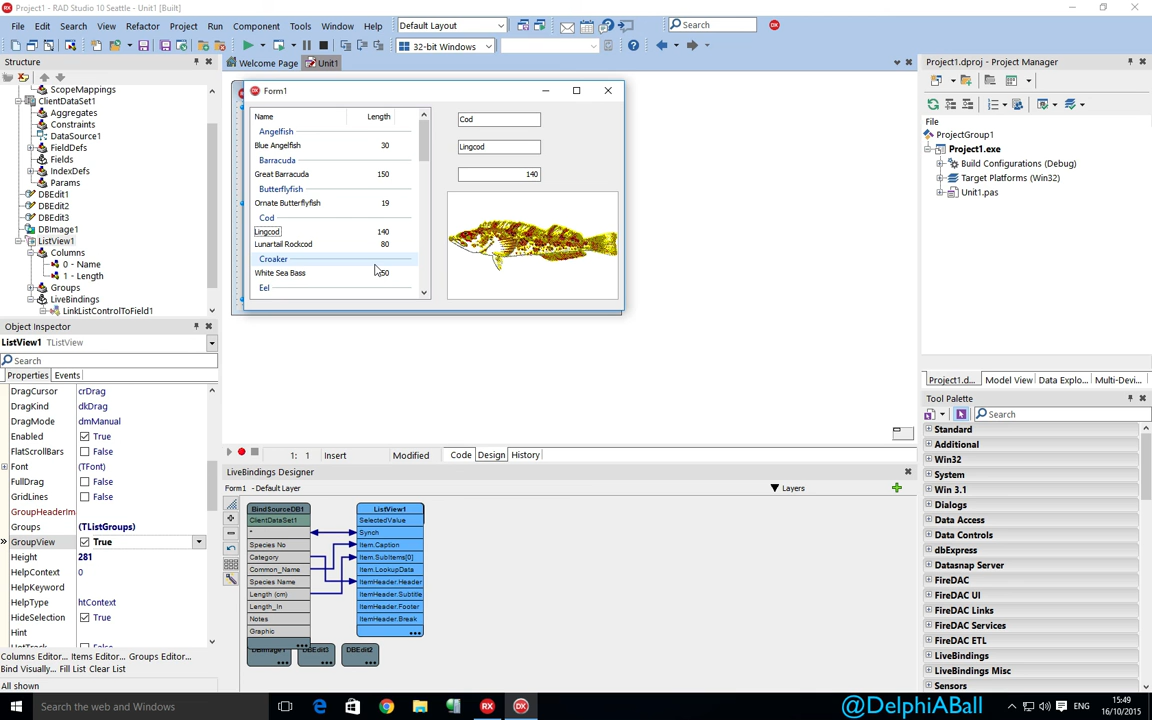 Project1 - RAD Studio 10 Seattle - Unit1 [Built]
File Edit Search View Refactor Project Run Component Tools Window Help
Default Layout
Search
32-bit Windows
Structure
ScopeMappings
ClientDataSet1
Aggregates
Constraints
DataSource1
FieldDefs
Fields
IndexDefs
Params
DBEdit1
DBEdit2
DBEdit3
DBImage1
ListView1
Columns
0 - Name
1 - Length
Groups
LiveBindings
LinkListControlToField1
Object Inspector
ListView1 TListView
Search
Properties Events
DragCursor crDrag
DragKind dkDrag
DragMode dmManual
Enabled True
FlatScrollBars False
Font (TFont)
FullDrag False
GridLines False
GroupHeaderIm
Groups (TListGroups)
GroupView True
Height 281
HelpContext 0
HelpKeyword
HelpType htContext
HideSelection True
Hint
Columns Editor... Items Editor... Groups Editor...
Bind Visually... Fill List Clear List
All shown
Welcome Page Unit1
Form1
Name Length
Angelfish
Blue Angelfish 30
Barracuda
Great Barracuda 150
Butterflyfish
Ornate Butterflyfish 19
Cod
Lingcod 140
Lunartail Rockcod 80
Croaker
White Sea Bass
Eel
Cod
Lingcod
140
1: 1 Insert Modified Code Design History
LiveBindings Designer
Form1 - Default Layer
Layers
BindSourceDB1
ClientDataSet1
*
Species No
Category
Common_Name
Species Name
Length (cm)
Length_In
Notes
Graphic
ListView1
SelectedValue
Synch
Item.Caption
Item.SubItems[0]
Item.LookupData
ItemHeader.Header
ItemHeader.Subtitle
ItemHeader.Footer
ItemHeader.Break
DBImage1 DBEdit3 DBEdit2
Project1.dproj - Project Manager
File
ProjectGroup1
Project1.exe
Build Configurations (Debug)
Target Platforms (Win32)
Unit1.pas
Project1.d... Model View Data Explo... Multi-Devi...
Tool Palette
Search
Standard
Additional
Win32
System
Win 3.1
Dialogs
Data Access
Data Controls
dbExpress
Datasnap Server
FireDAC
FireDAC UI
FireDAC Links
FireDAC Services
FireDAC ETL
LiveBindings
LiveBindings Misc
Sensors
Search the web and Windows
@DelphiABall
ENG
15:49
16/10/2015